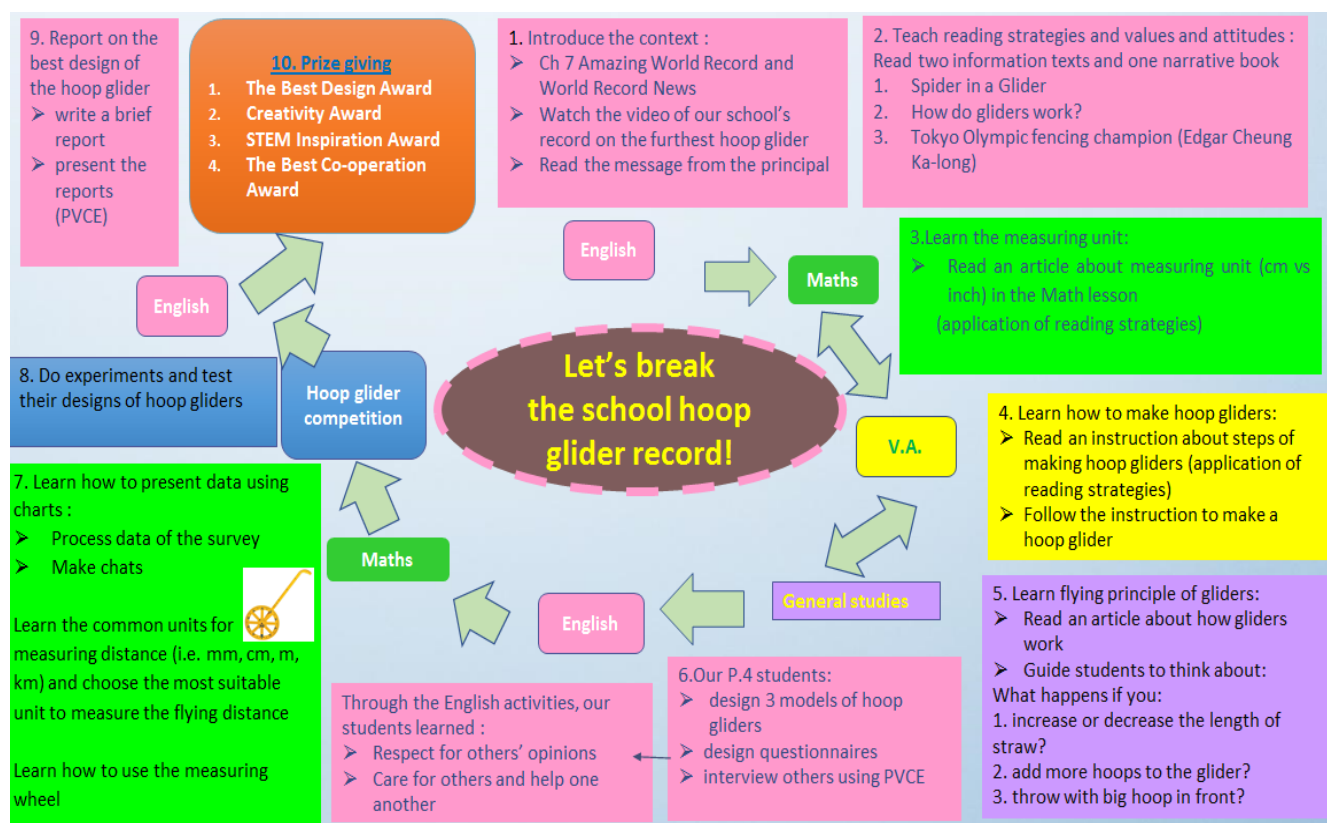 1. Introduce the context :
➢ Ch 7 Amazing World Record and
World Record News
➢ Watch the video of our school's
record on the furthest hoop glider
➢ Read the message from the principal
2. Teach reading strategies and values and attitudes :
Read two information texts and one narrative book
1. Spider in a Glider
2. How do gliders work?
3. Tokyo Olympic fencing champion (Edgar Cheung
Ka-long)
English
Maths
3.Learn the measuring unit:
➢ Read an article about measuring unit (cm vs
inch) in the Math lesson
(application of reading strategies)
Let's break
the school hoop
glider record!
V.A.
4. Learn how to make hoop gliders:
➢ Read an instruction about steps of
making hoop gliders (application of
reading strategies)
➢ Follow the instruction to make a
hoop glider
General studies
5. Learn flying principle of gliders:
➢ Read an article about how gliders
work
➢ Guide students to think about:
What happens if you:
1. increase or decrease the length of
straw?
2. add more hoops to the glider?
3. throw with big hoop in front?
English
6.Our P.4 students:
➢ design 3 models of hoop
gliders
➢ design questionnaires
➢ interview others using PVCE
Through the English activities, our
students learned :
➢ Respect for others' opinions
➢ Care for others and help one
another
Maths
7. Learn how to present data using
charts :
➢ Process data of the survey
➢ Make chats
Learn the common units for
measuring distance (i.e. mm, cm, m,
km) and choose the most suitable
unit to measure the flying distance
Learn how to use the measuring
wheel
Hoop glider
competition
8. Do experiments and test
their designs of hoop gliders
English
9. Report on the
best design of
the hoop glider
➢ write a brief
report
➢ present the
reports
(PVCE)
10. Prize giving
1. The Best Design Award
2. Creativity Award
3. STEM Inspiration Award
4. The Best Co-operation
Award